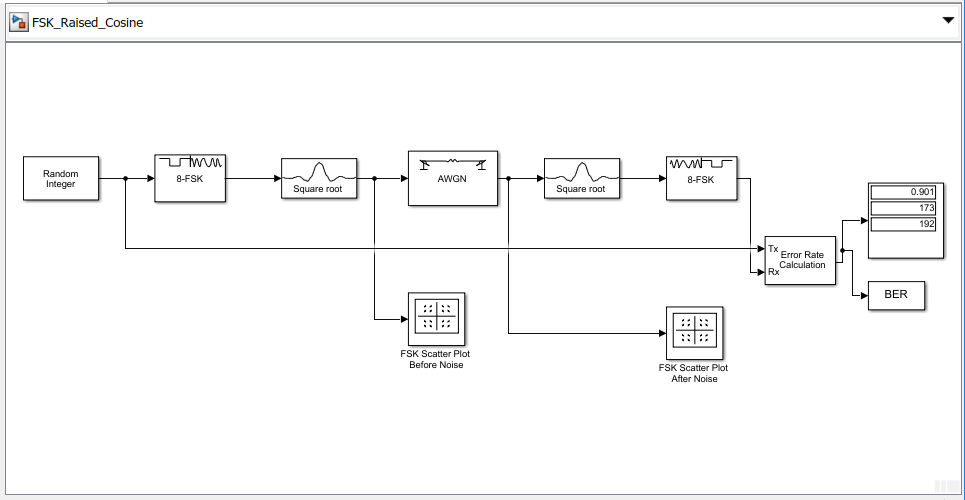 FSK_Raised_Cosine
Random
Integer
8-FSK
Square root
AWGN
Square root
8-FSK
0.901
173
192
Tx
Rx
Error Rate
Calculation
BER
FSK Scatter Plot
Before Noise
FSK Scatter Plot
After Noise